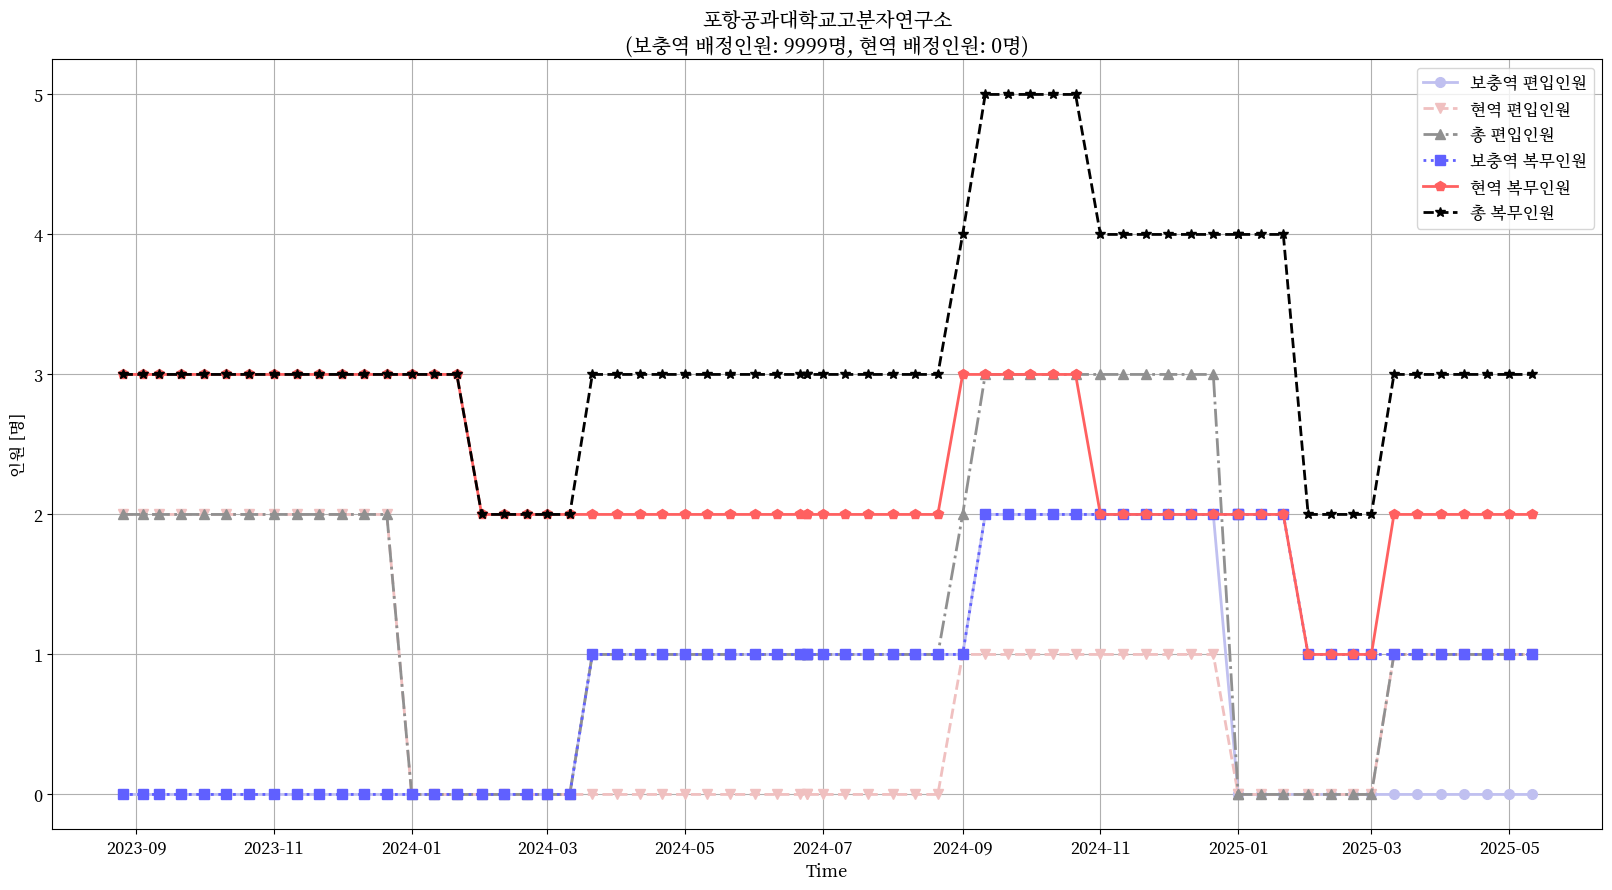 포항공과대학교고분자연구소
(보충역 배정인원: 9999명, 현역 배정인원: 0명)
보충역 편입인원
현역 편입인원
총 편입인원
보충역 복무인원
현역 복무인원
총 복무인원
인원 [명]
5
4
3
2
1
0
2023-09 2023-11 2024-01 2024-03 2024-05 2024-07 2024-09 2024-11 2025-01 2025-03 2025-05
Time